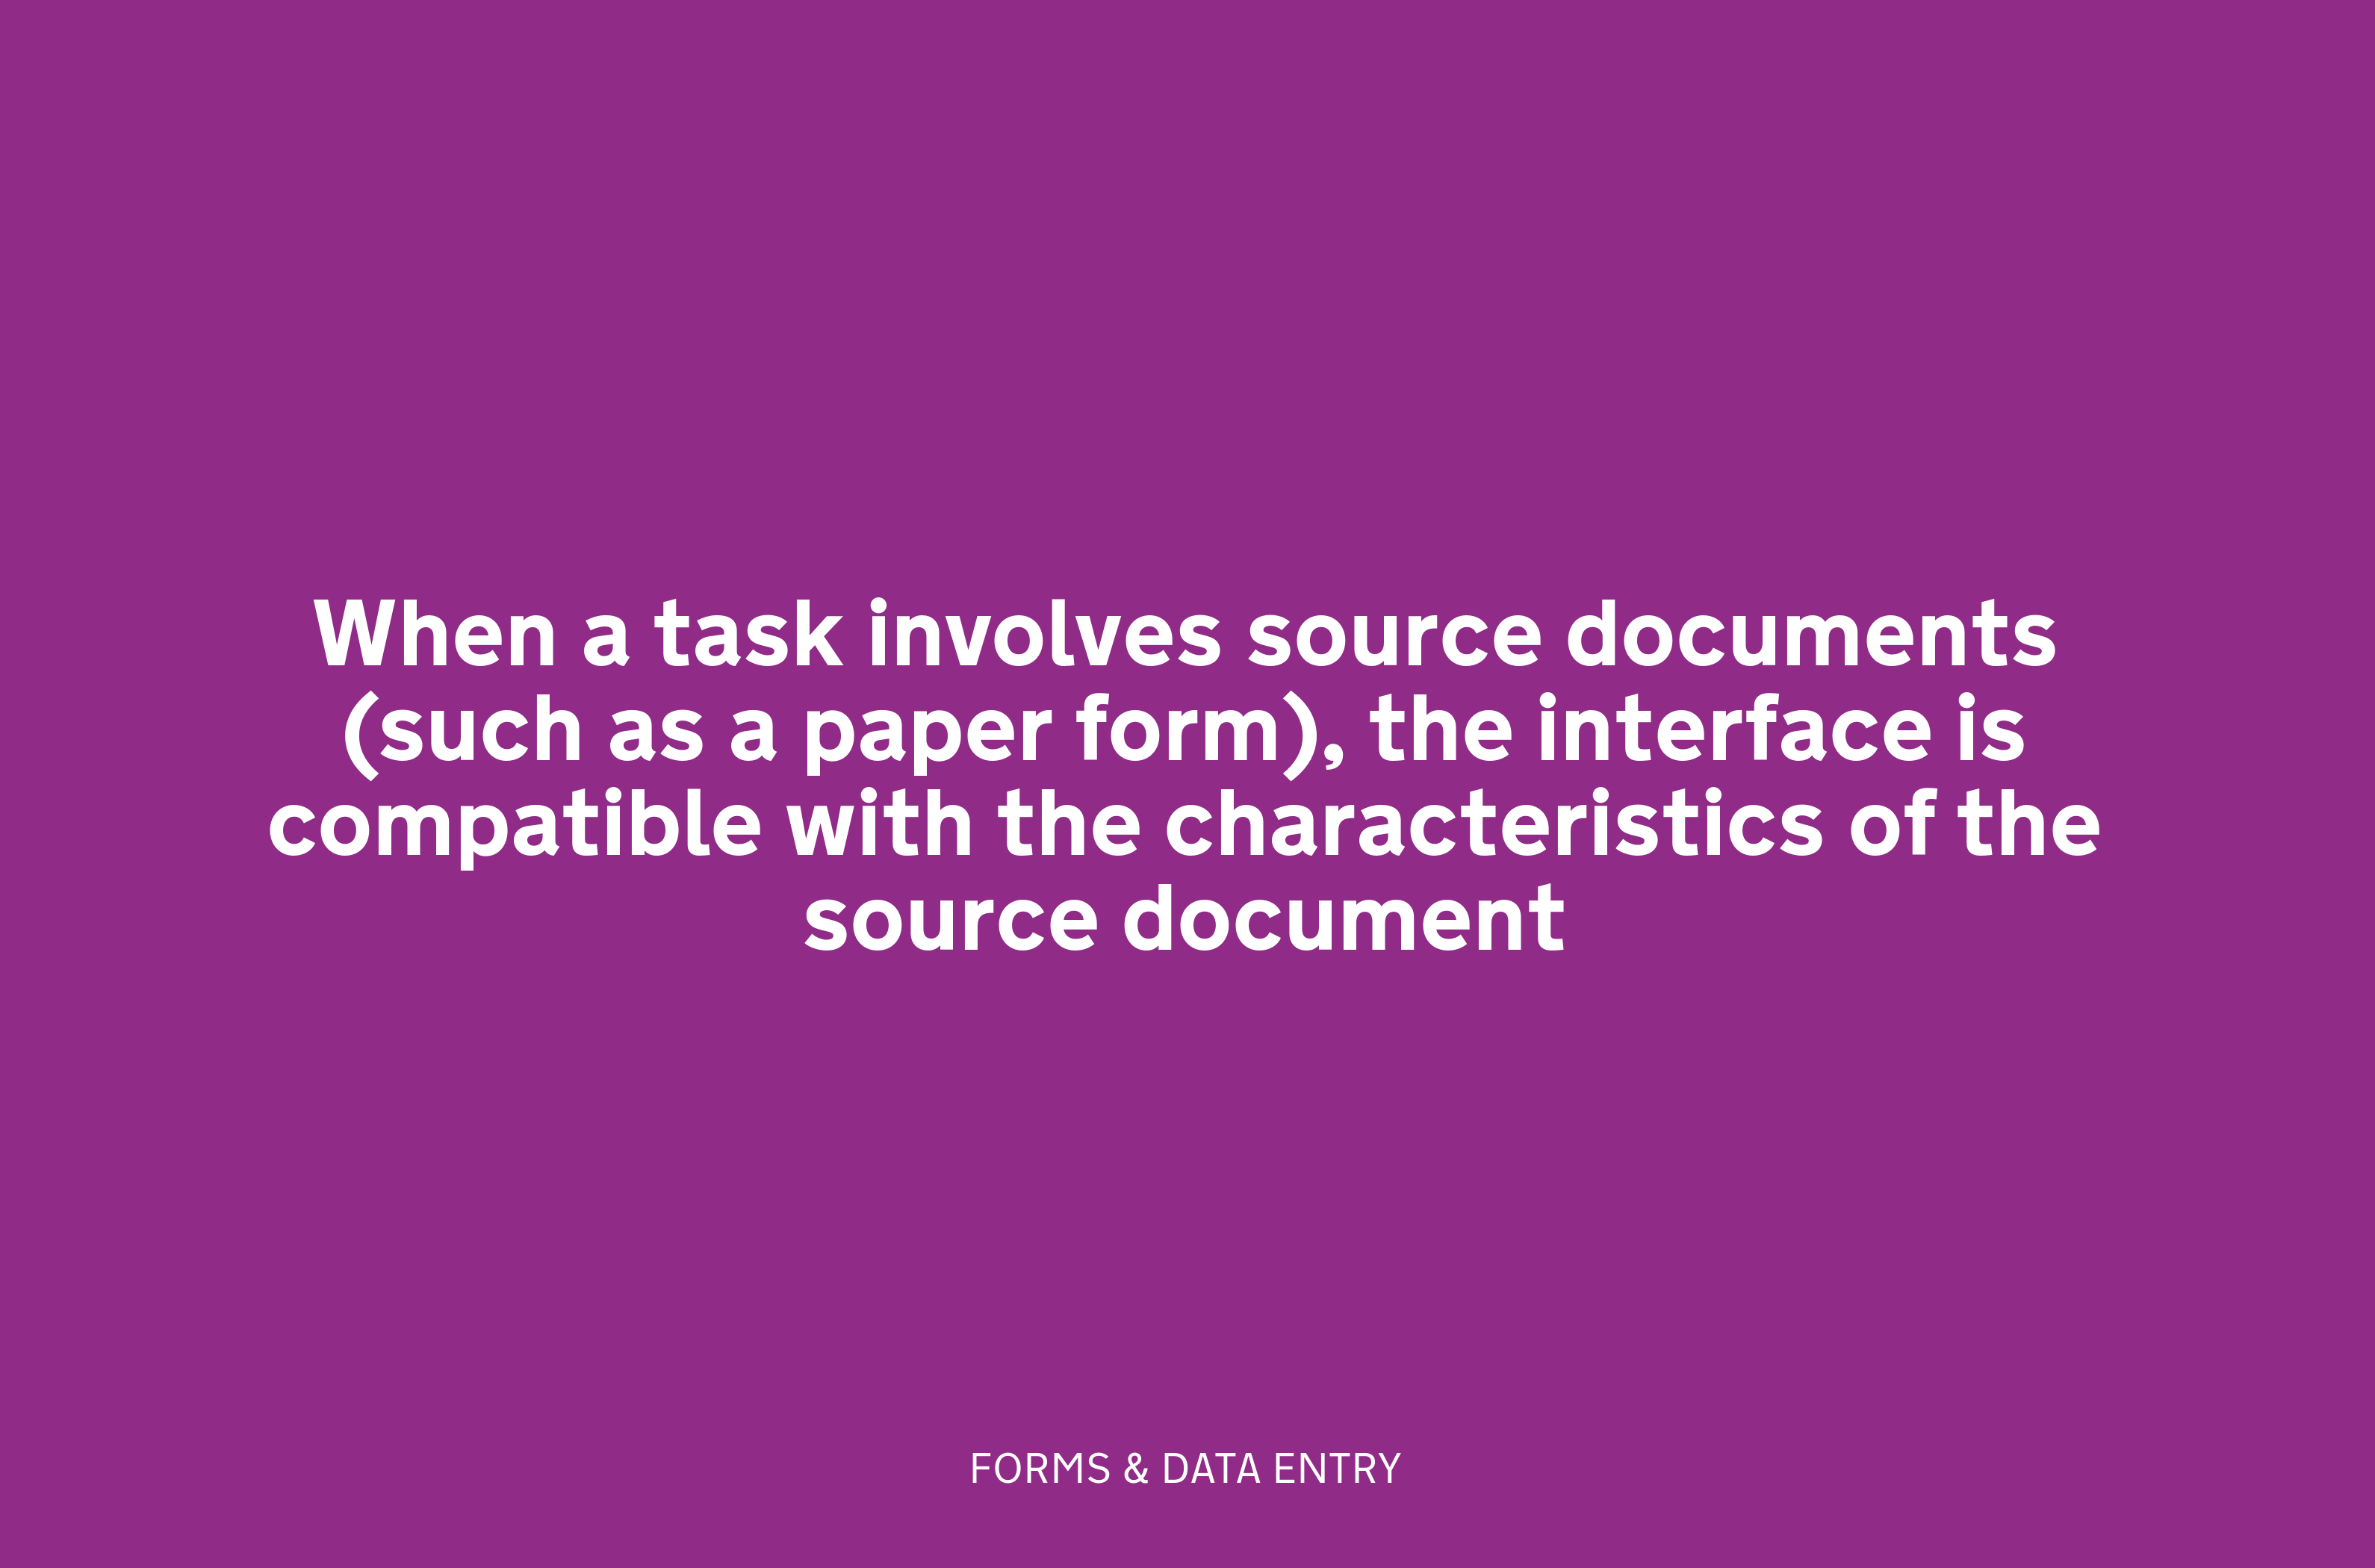 When a task involves source documents
(such as a paper form), the interface is
compatible with the characteristics of the
source document
FORMS & DATA ENTRY